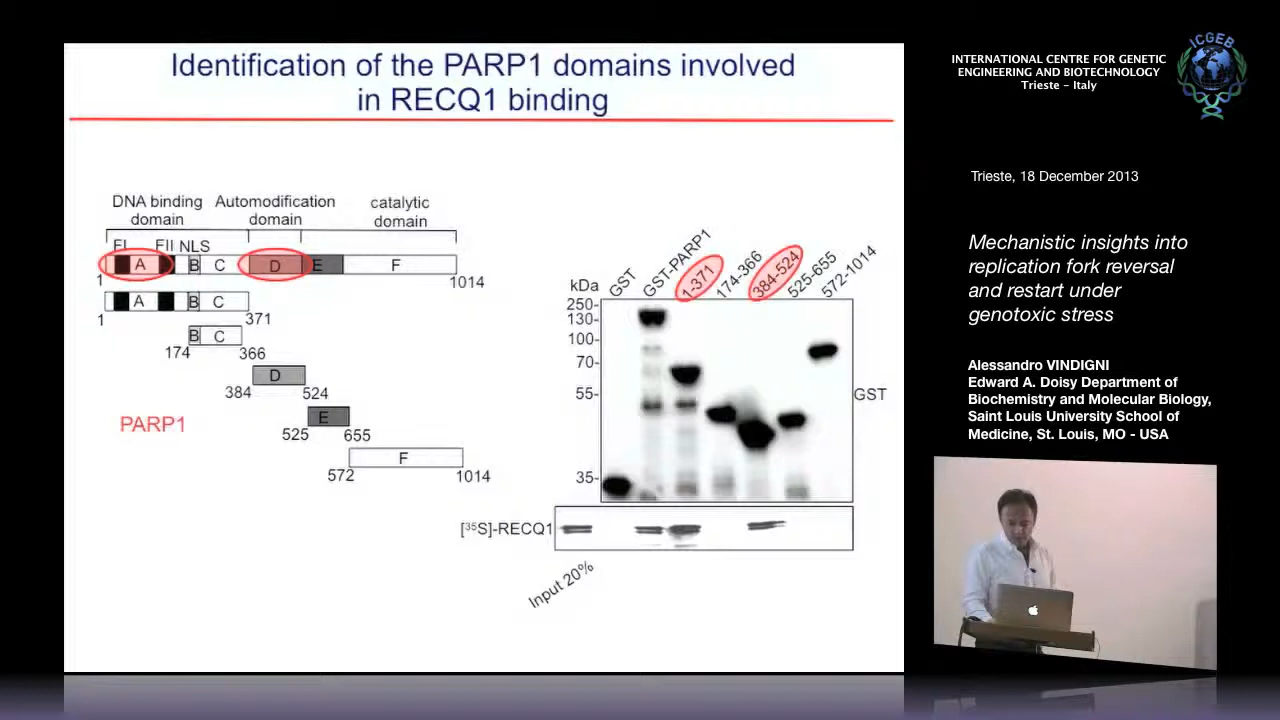 Identification of the PARP1 domains involved
in RECQ1 binding
DNA binding
domain
Automodification
domain
catalytic
domain
FI FII NLS
A B C D E F
1 1014
A B C
1 371
B C
174 366
D
384 524
E
525 655
F
572 1014
PARP1
kDa
GST
GST-PARP1
1-371
174-366
384-524
525-655
572-1014
250-
130-
100-
70-
55-
35-
GST
[³⁵S]-RECQ1
Input 20%
INTERNATIONAL CENTRE FOR GENETIC
ENGINEERING AND BIOTECHNOLOGY
Trieste - Italy
ICGEB
Trieste, 18 December 2013
Mechanistic insights into
replication fork reversal
and restart under
genotoxic stress
Alessandro VINDIGNI
Edward A. Doisy Department of
Biochemistry and Molecular Biology,
Saint Louis University School of
Medicine, St. Louis, MO - USA